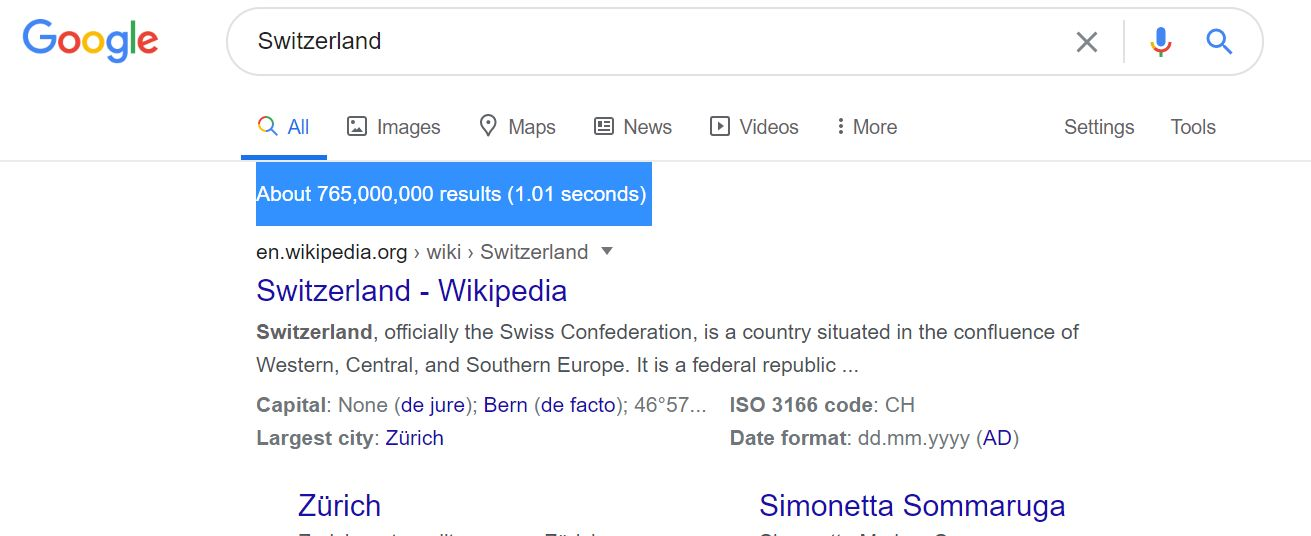 Google
Switzerland
All Images Maps News Videos More Settings Tools
About 765,000,000 results (1.01 seconds)
en.wikipedia.org › wiki › Switzerland
Switzerland - Wikipedia
Switzerland, officially the Swiss Confederation, is a country situated in the confluence of
Western, Central, and Southern Europe. It is a federal republic ...
Capital: None (de jure); Bern (de facto); 46°57... ISO 3166 code: CH
Largest city: Zürich Date format: dd.mm.yyyy (AD)
Zürich Simonetta Sommaruga